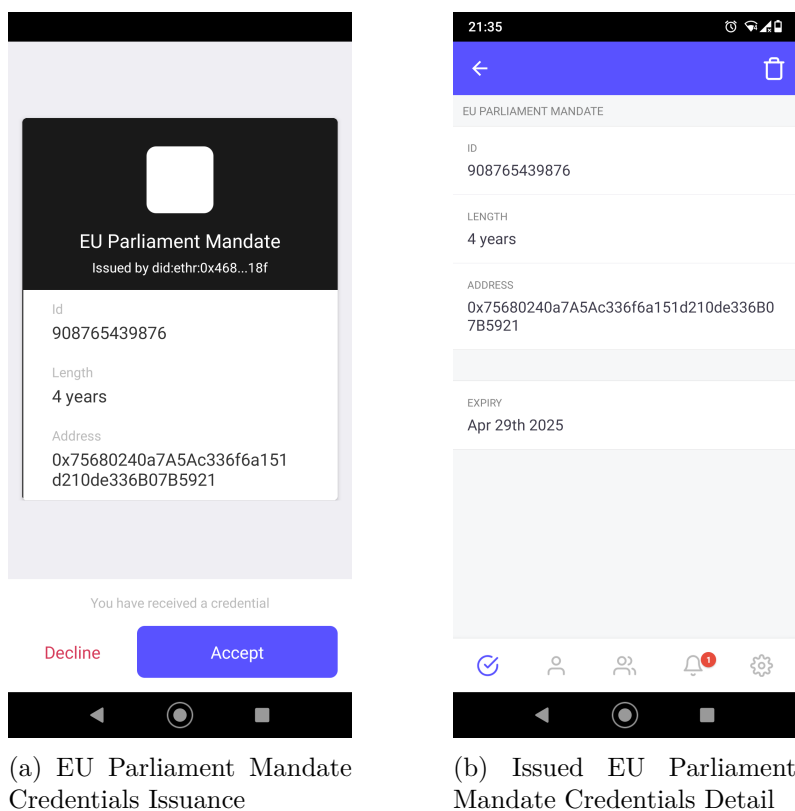 EU Parliament Mandate
Issued by did:ethr:0x468...18f
Id
908765439876
Length
4 years
Address
0x75680240a7A5Ac336f6a151
d210de336B07B5921
You have received a credential
Decline
Accept
(a) EU Parliament Mandate
Credentials Issuance
21:35
EU PARLIAMENT MANDATE
ID
908765439876
LENGTH
4 years
ADDRESS
0x75680240a7A5Ac336f6a151d210de336B0
7B5921
EXPIRY
Apr 29th 2025
1
(b) Issued EU Parliament
Mandate Credentials Detail